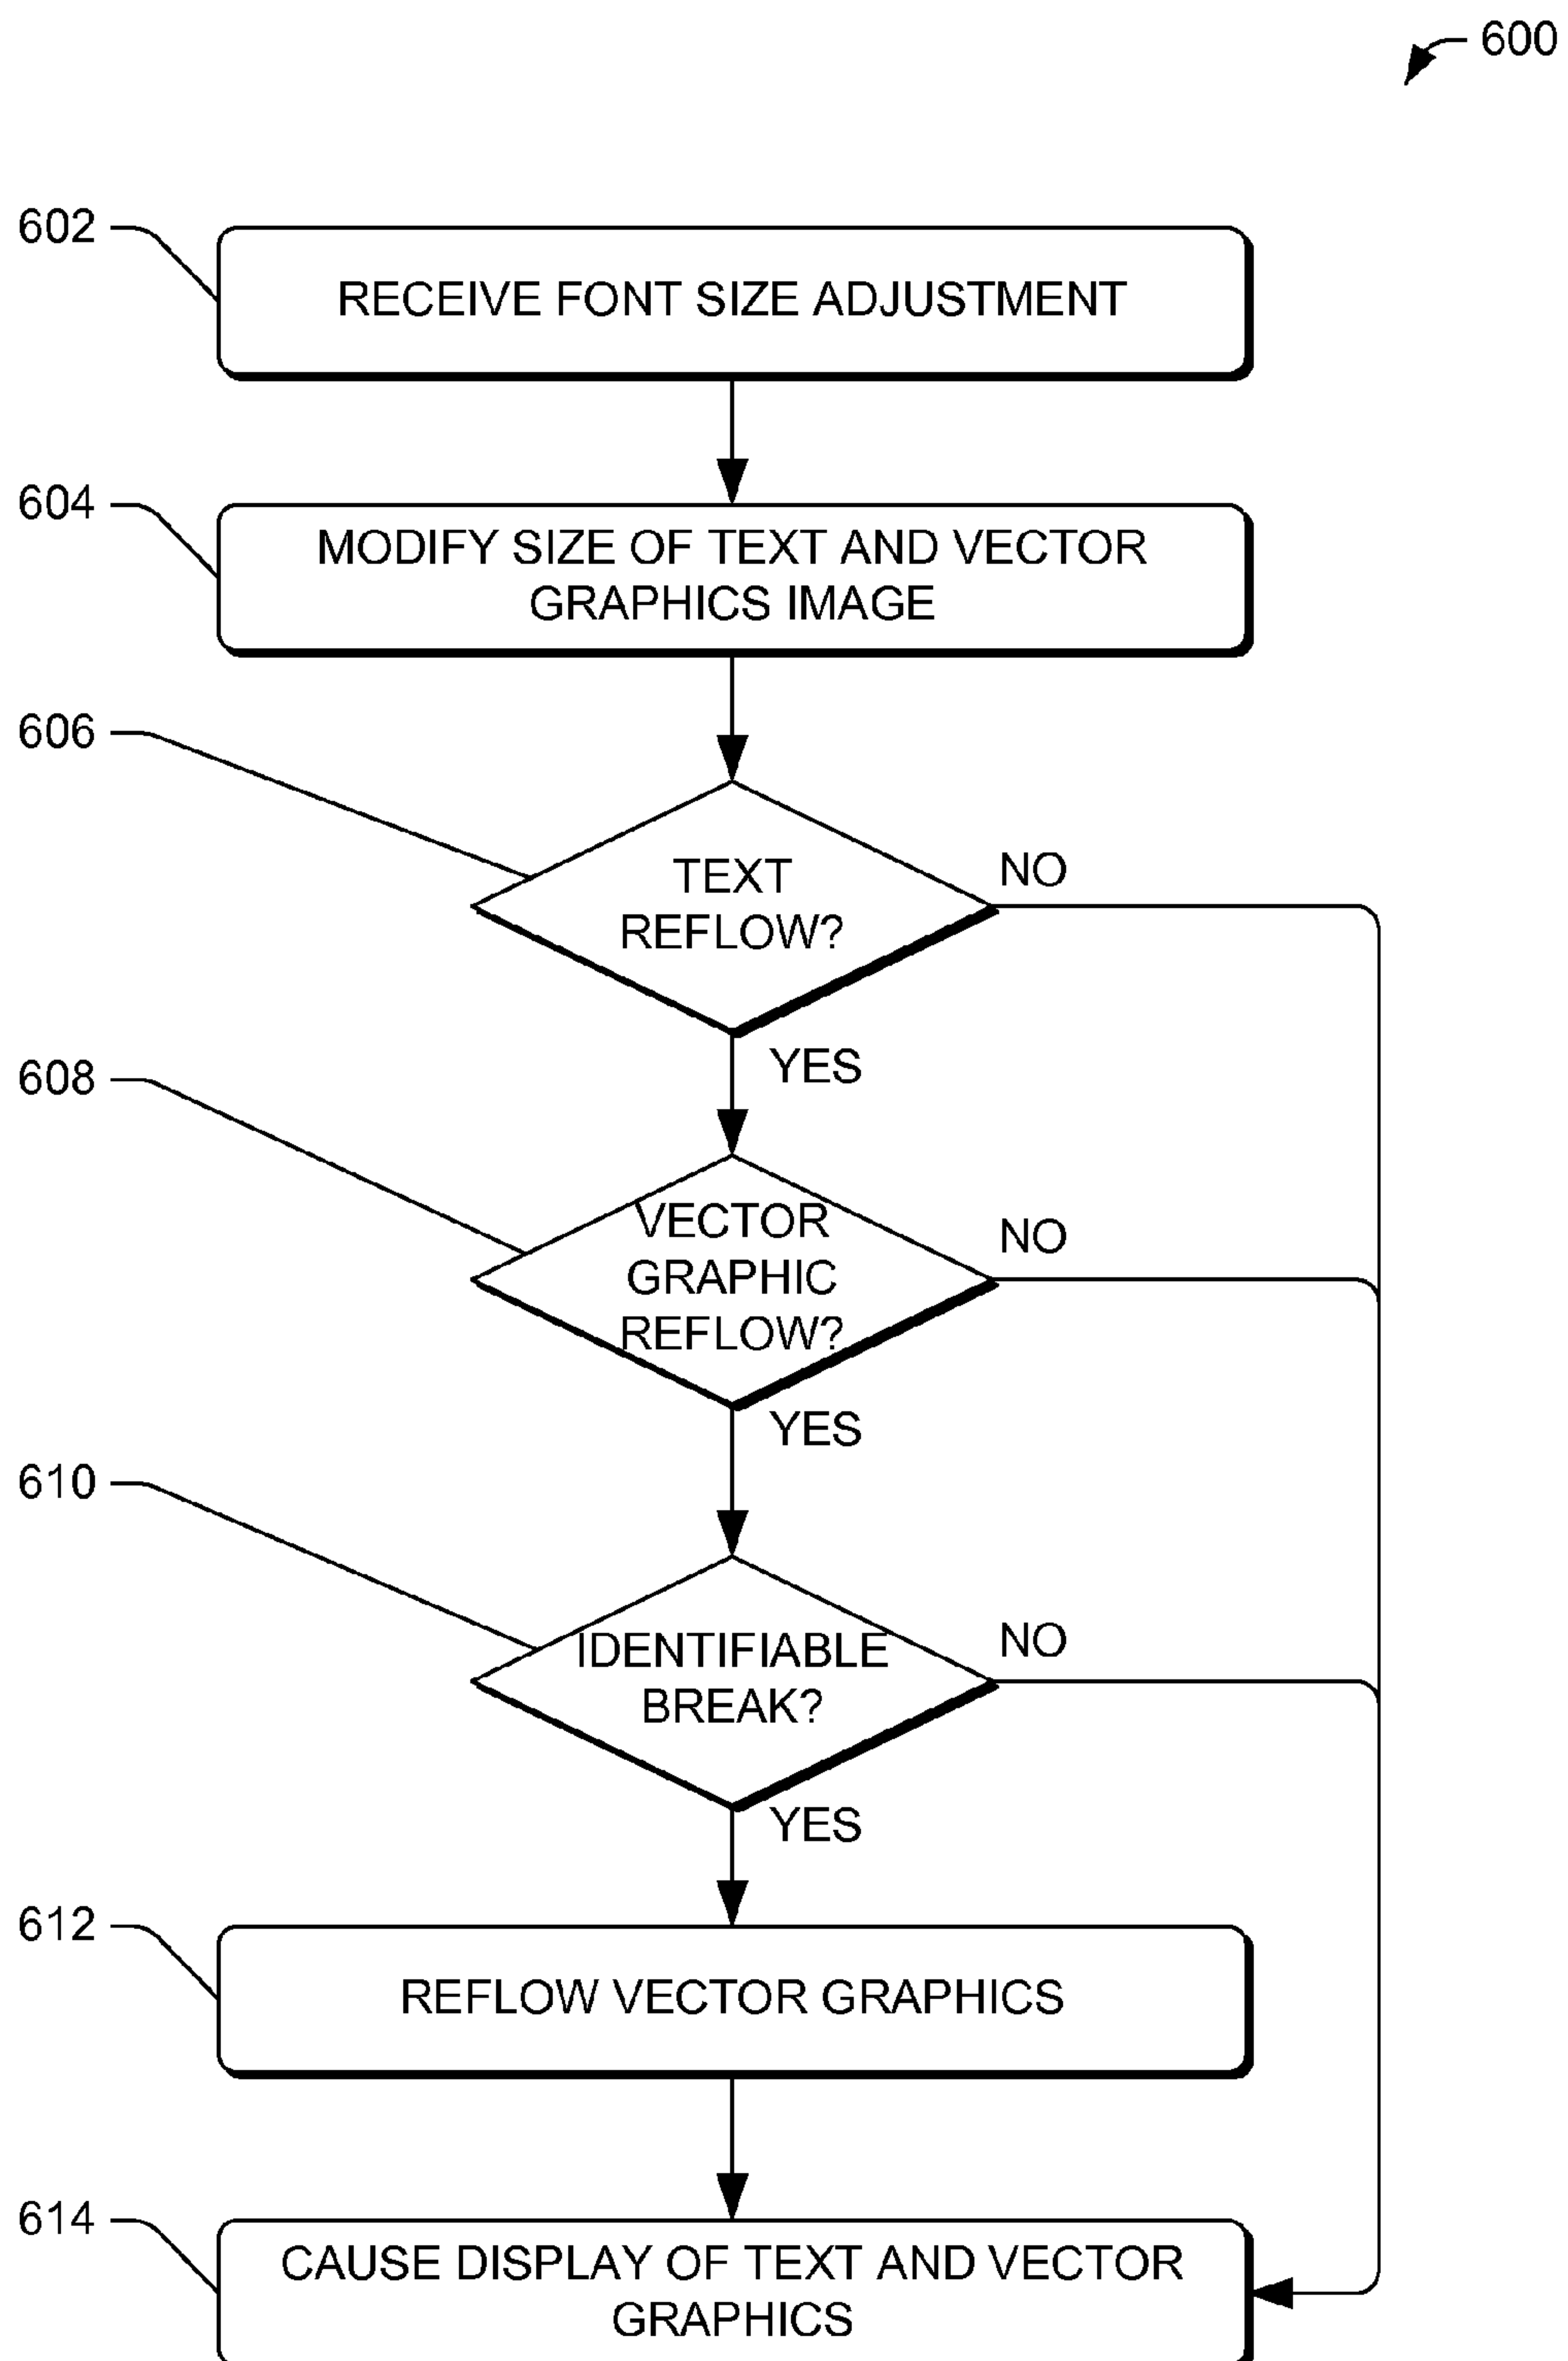 600
602
RECEIVE FONT SIZE ADJUSTMENT
604
MODIFY SIZE OF TEXT AND VECTOR
GRAPHICS IMAGE
606
TEXT
REFLOW?
NO
YES
608
VECTOR
GRAPHIC
REFLOW?
NO
YES
610
IDENTIFIABLE
BREAK?
NO
YES
612
REFLOW VECTOR GRAPHICS
614
CAUSE DISPLAY OF TEXT AND VECTOR
GRAPHICS